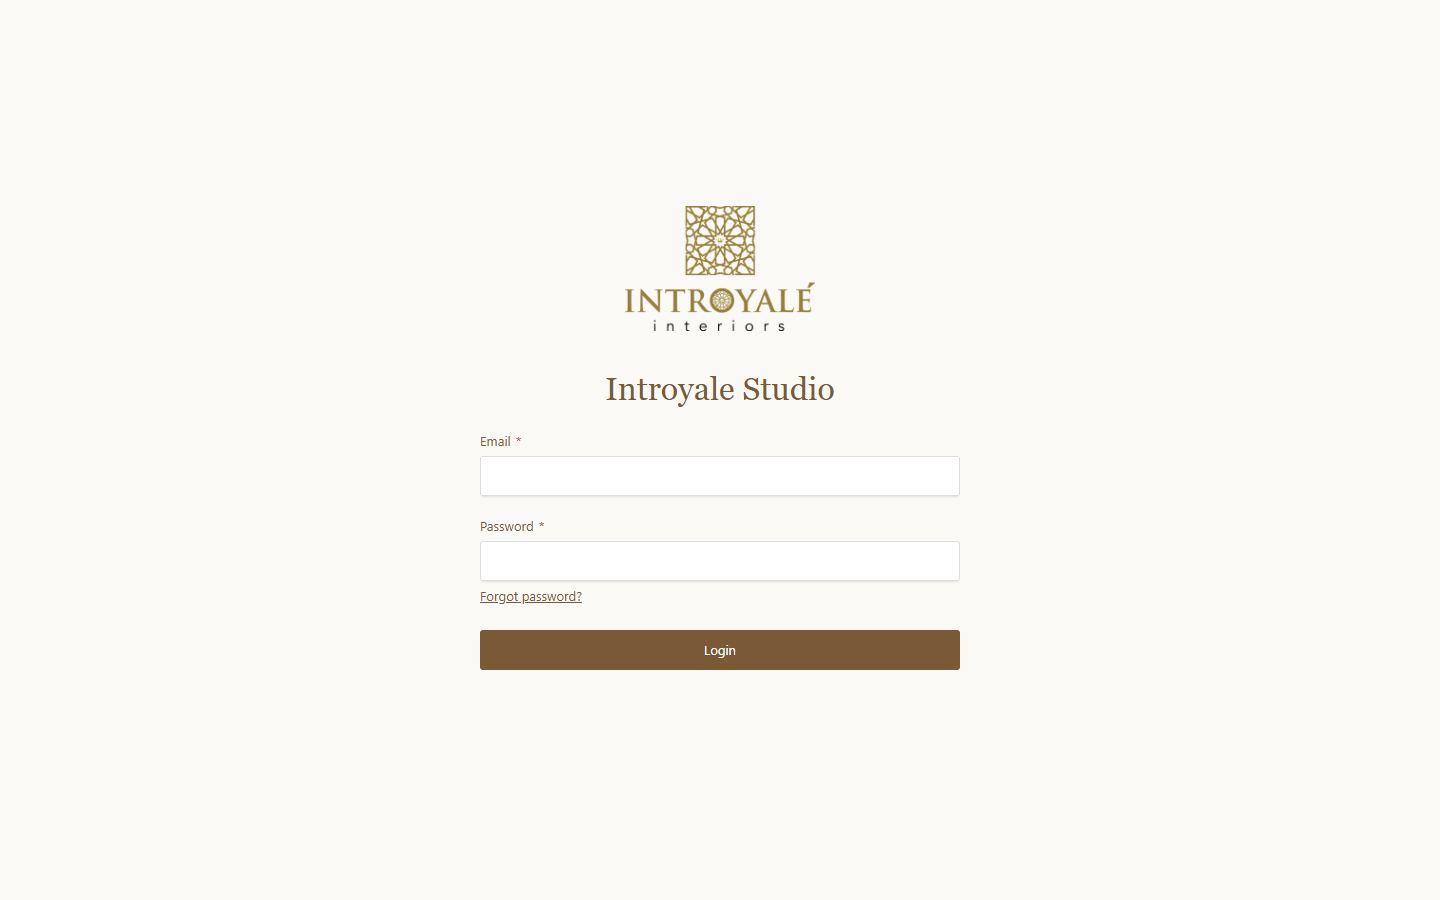 INTROYALÉ
interiors
Introyale Studio
Email *
Password *
Forgot password?
Login